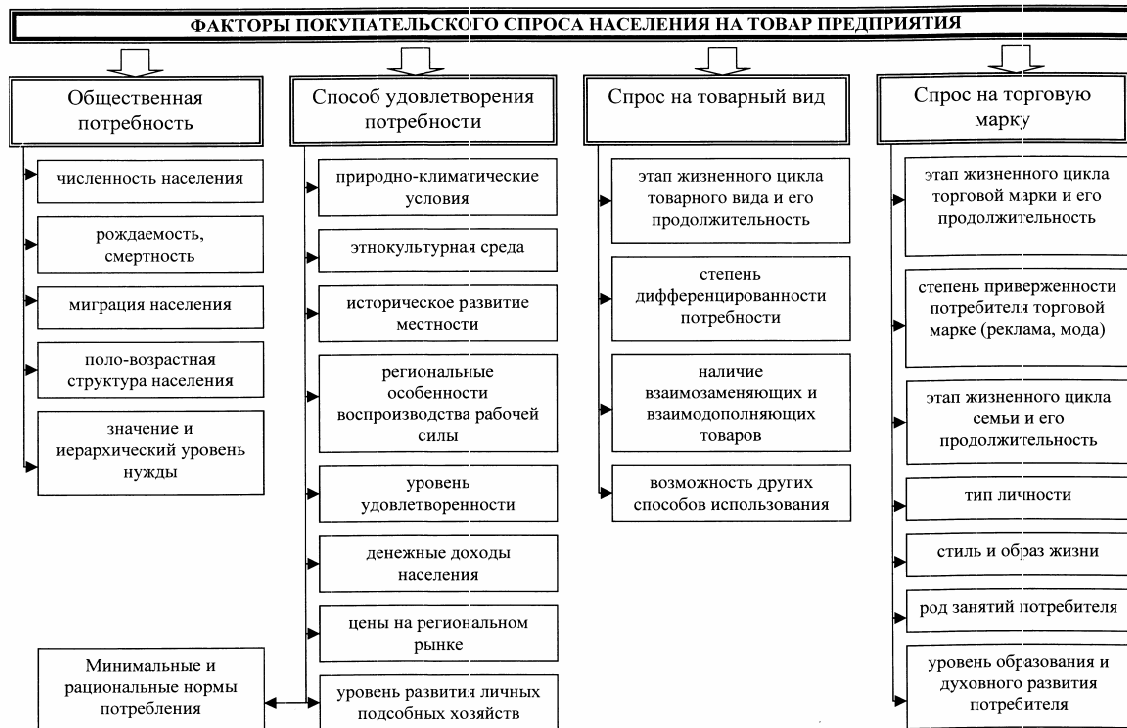 ФАКТОРЫ ПОКУПАТЕЛЬСКОГО СПРОСА НАСЕЛЕНИЯ НА ТОВАР ПРЕДПРИЯТИЯ
Общественная
потребность
численность населения
рождаемость,
смертность
миграция населения
поло-возрастная
структура населения
значение и
иерархический уровень
нужды
Минимальные и
рациональные нормы
потребления
Способ удовлетворения
потребности
природно-климатические
условия
этнокультурная среда
историческое развитие
местности
региональные
особенности
воспроизводства рабочей
силы
уровень
удовлетворенности
денежные доходы
населения
цены на региональном
рынке
уровень развития личных
подсобных хозяйств
Спрос на товарный вид
этап жизненного цикла
товарного вида и его
продолжительность
степень
дифференцированности
потребности
наличие
взаимозаменяющих и
взаимодополняющих
товаров
возможность других
способов использования
Спрос на торговую
марку
этап жизненного цикла
торговой марки и его
продолжительность
степень приверженности
потребителя торговой
марке (реклама, мода)
этап жизненного цикла
семьи и его
продолжительность
тип личности
стиль и образ жизни
род занятий потребителя
уровень образования и
духовного развития
потребителя